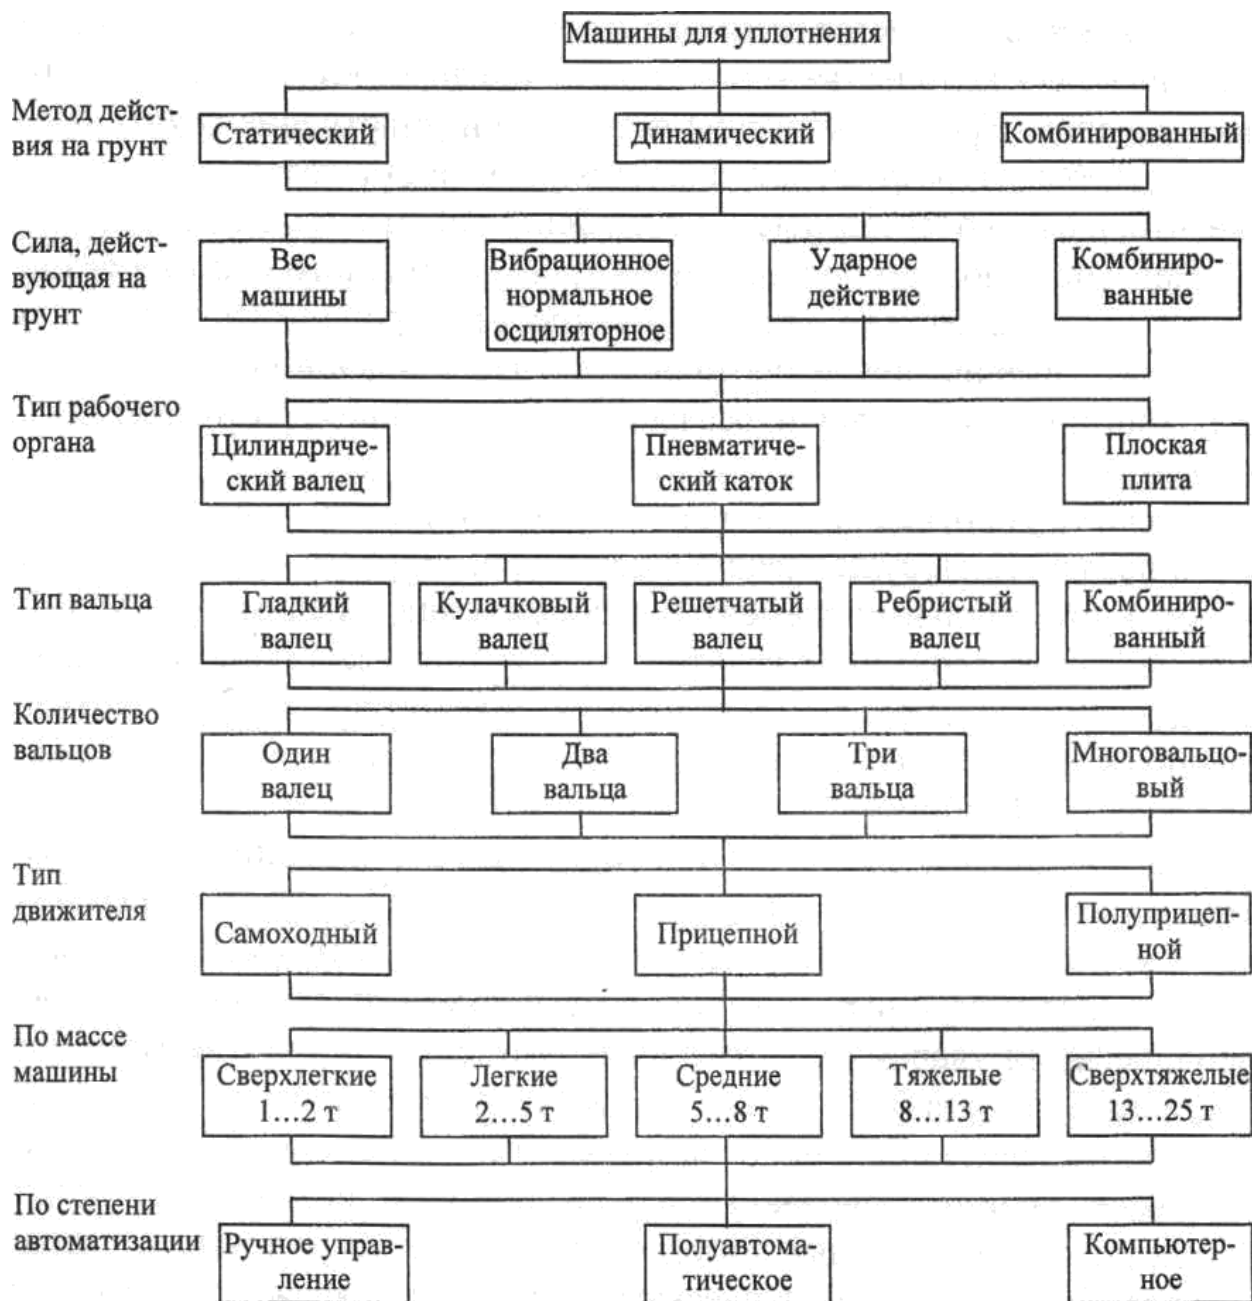 Машины для уплотнения
Метод дейст-
вия на грунт
Статический
Динамический
Комбинированный
Сила, дейст-
вующая на
грунт
Вес
машины
Вибрационное
нормальное
осциляторное
Ударное
действие
Комбиниро-
ванные
Тип рабочего
органа
Цилиндриче-
ский валец
Пневматиче-
ский каток
Плоская
плита
Тип вальца
Гладкий
валец
Кулачковый
валец
Решетчатый
валец
Ребристый
валец
Комбиниро-
ванный
Количество
вальцов
Один
валец
Два
вальца
Три
вальца
Многовальцо-
вый
Тип
движителя
Самоходный
Прицепной
Полуприцеп-
ной
По массе
машины
Сверхлегкие
1...2 т
Легкие
2...5 т
Средние
5...8 т
Тяжелые
8...13 т
Сверхтяжелые
13...25 т
По степени
автоматизации
Ручное управ-
ление
Полуавтома-
тическое
Компьютер-
ное